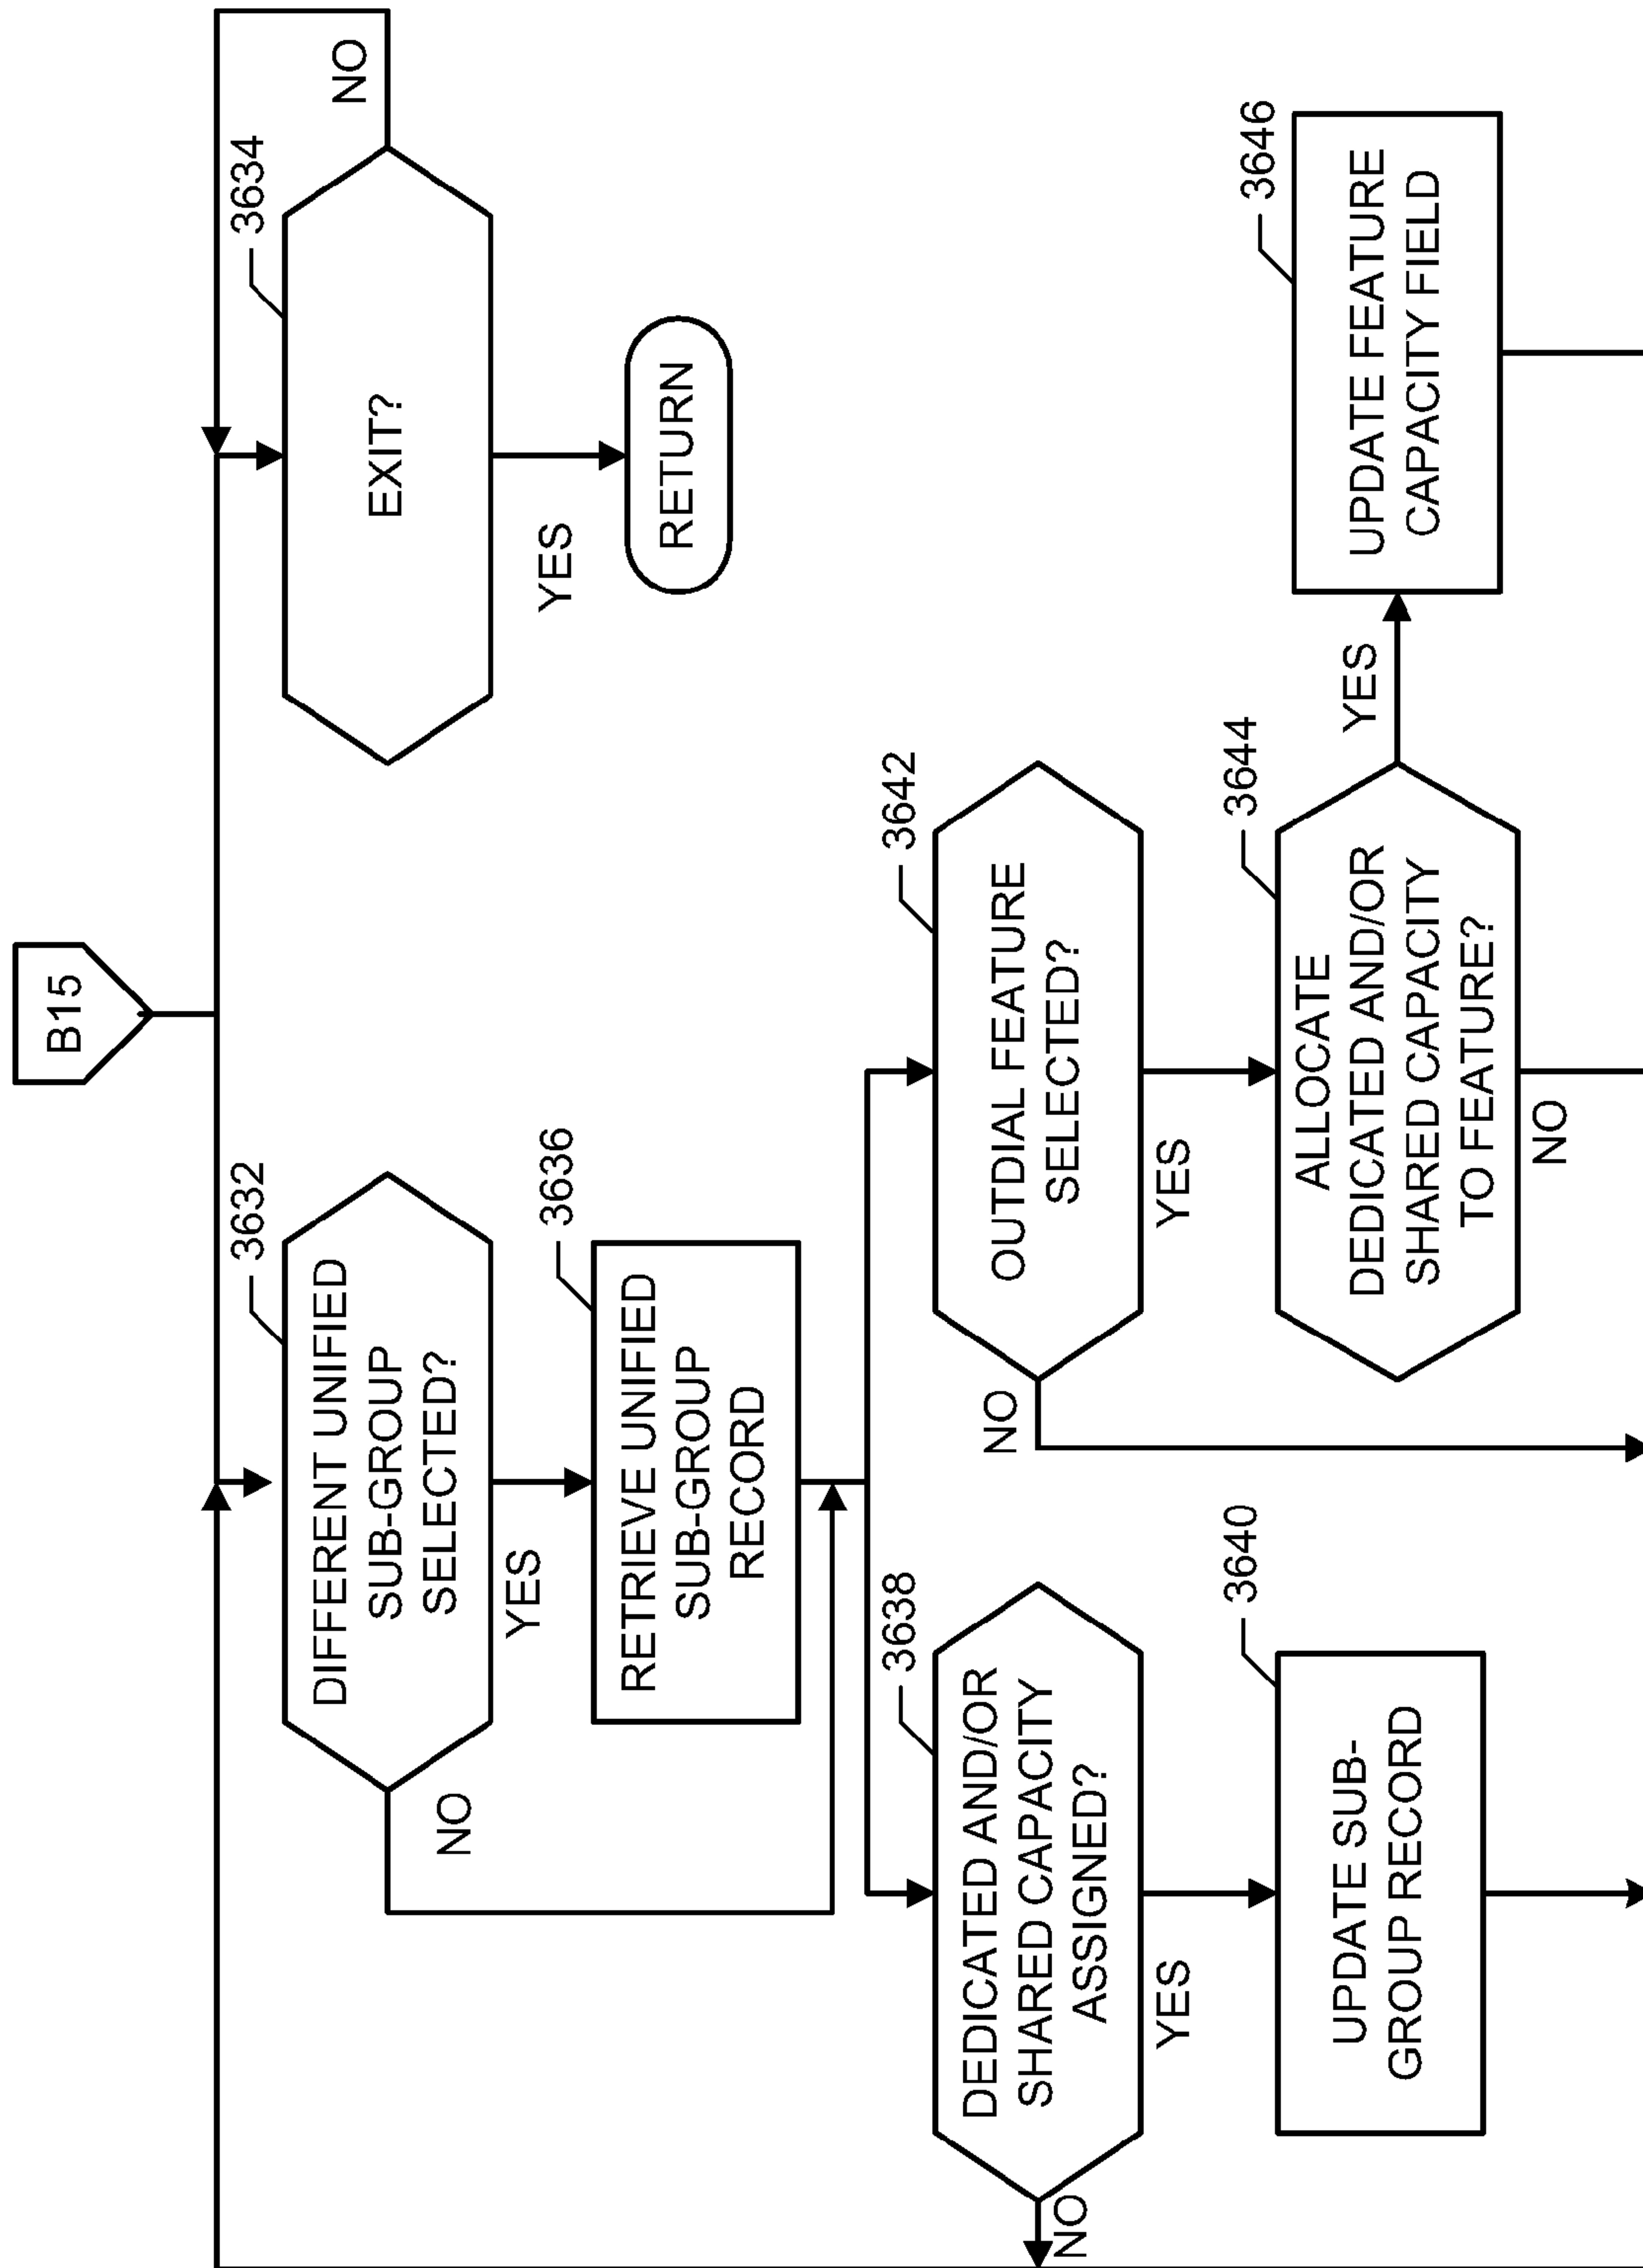 B15
3632
DIFFERENT UNIFIED
SUB-GROUP
SELECTED?
NO
YES
3634
EXIT?
NO
YES
RETURN
3636
RETRIEVE UNIFIED
SUB-GROUP
RECORD
3638
DEDICATED AND/OR
SHARED CAPACITY
ASSIGNED?
NO
YES
3640
UPDATE SUB-
GROUP RECORD
3642
OUTDIAL FEATURE
SELECTED?
NO
YES
3644
ALLOCATE
DEDICATED AND/OR
SHARED CAPACITY
TO FEATURE?
YES
NO
3646
UPDATE FEATURE
CAPACITY FIELD